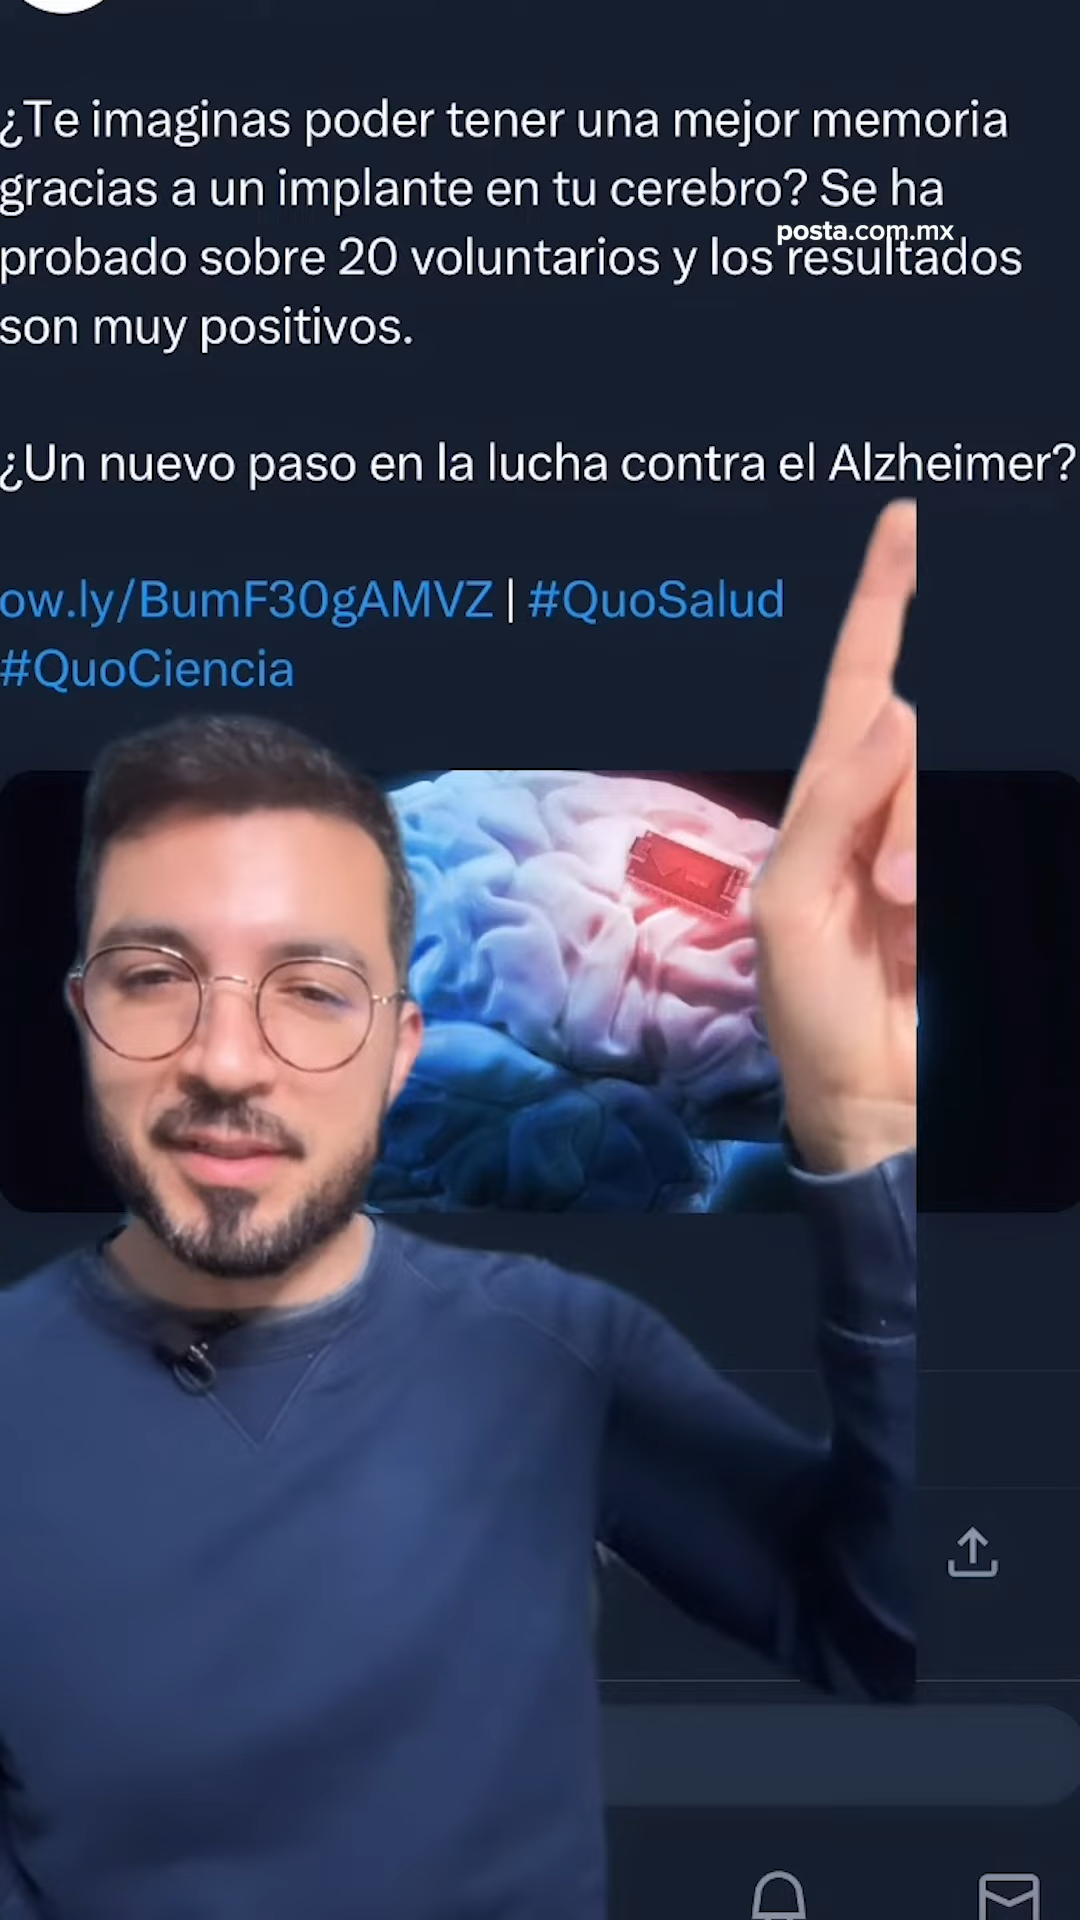 ¿Te imaginas poder tener una mejor memoria
gracias a un implante en tu cerebro? Se ha
posta.com.mx
probado sobre 20 voluntarios y los resultados
son muy positivos.
¿Un nuevo paso en la lucha contra el Alzheimer?
ow.ly/BumF30gAMVZ | #QuoSalud
#QuoCiencia